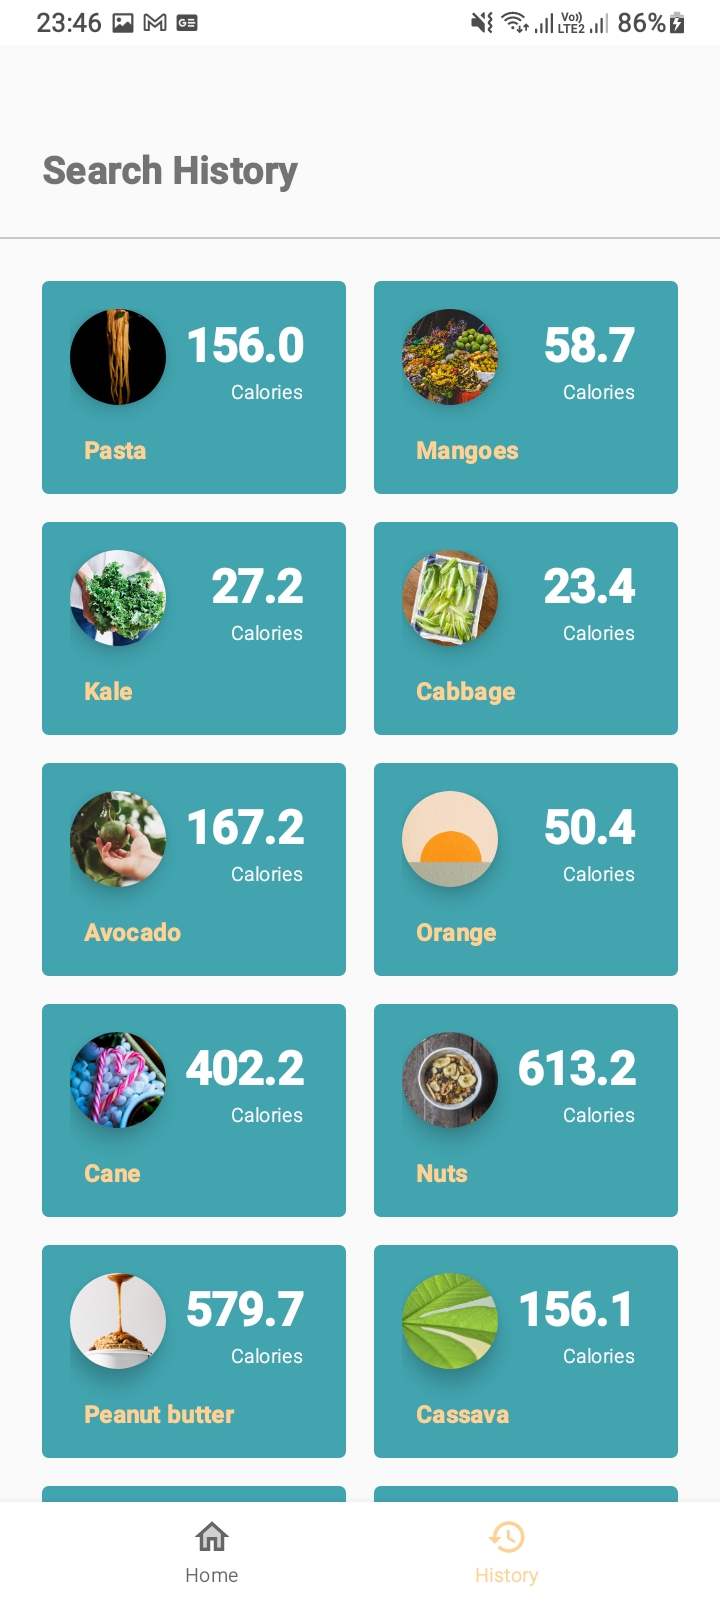 23:46 GE Vo)) LTE2 86%
Search History
156.0
Calories
Pasta
58.7
Calories
Mangoes
27.2
Calories
Kale
23.4
Calories
Cabbage
167.2
Calories
Avocado
50.4
Calories
Orange
402.2
Calories
Cane
613.2
Calories
Nuts
579.7
Calories
Peanut butter
156.1
Calories
Cassava
Home
History